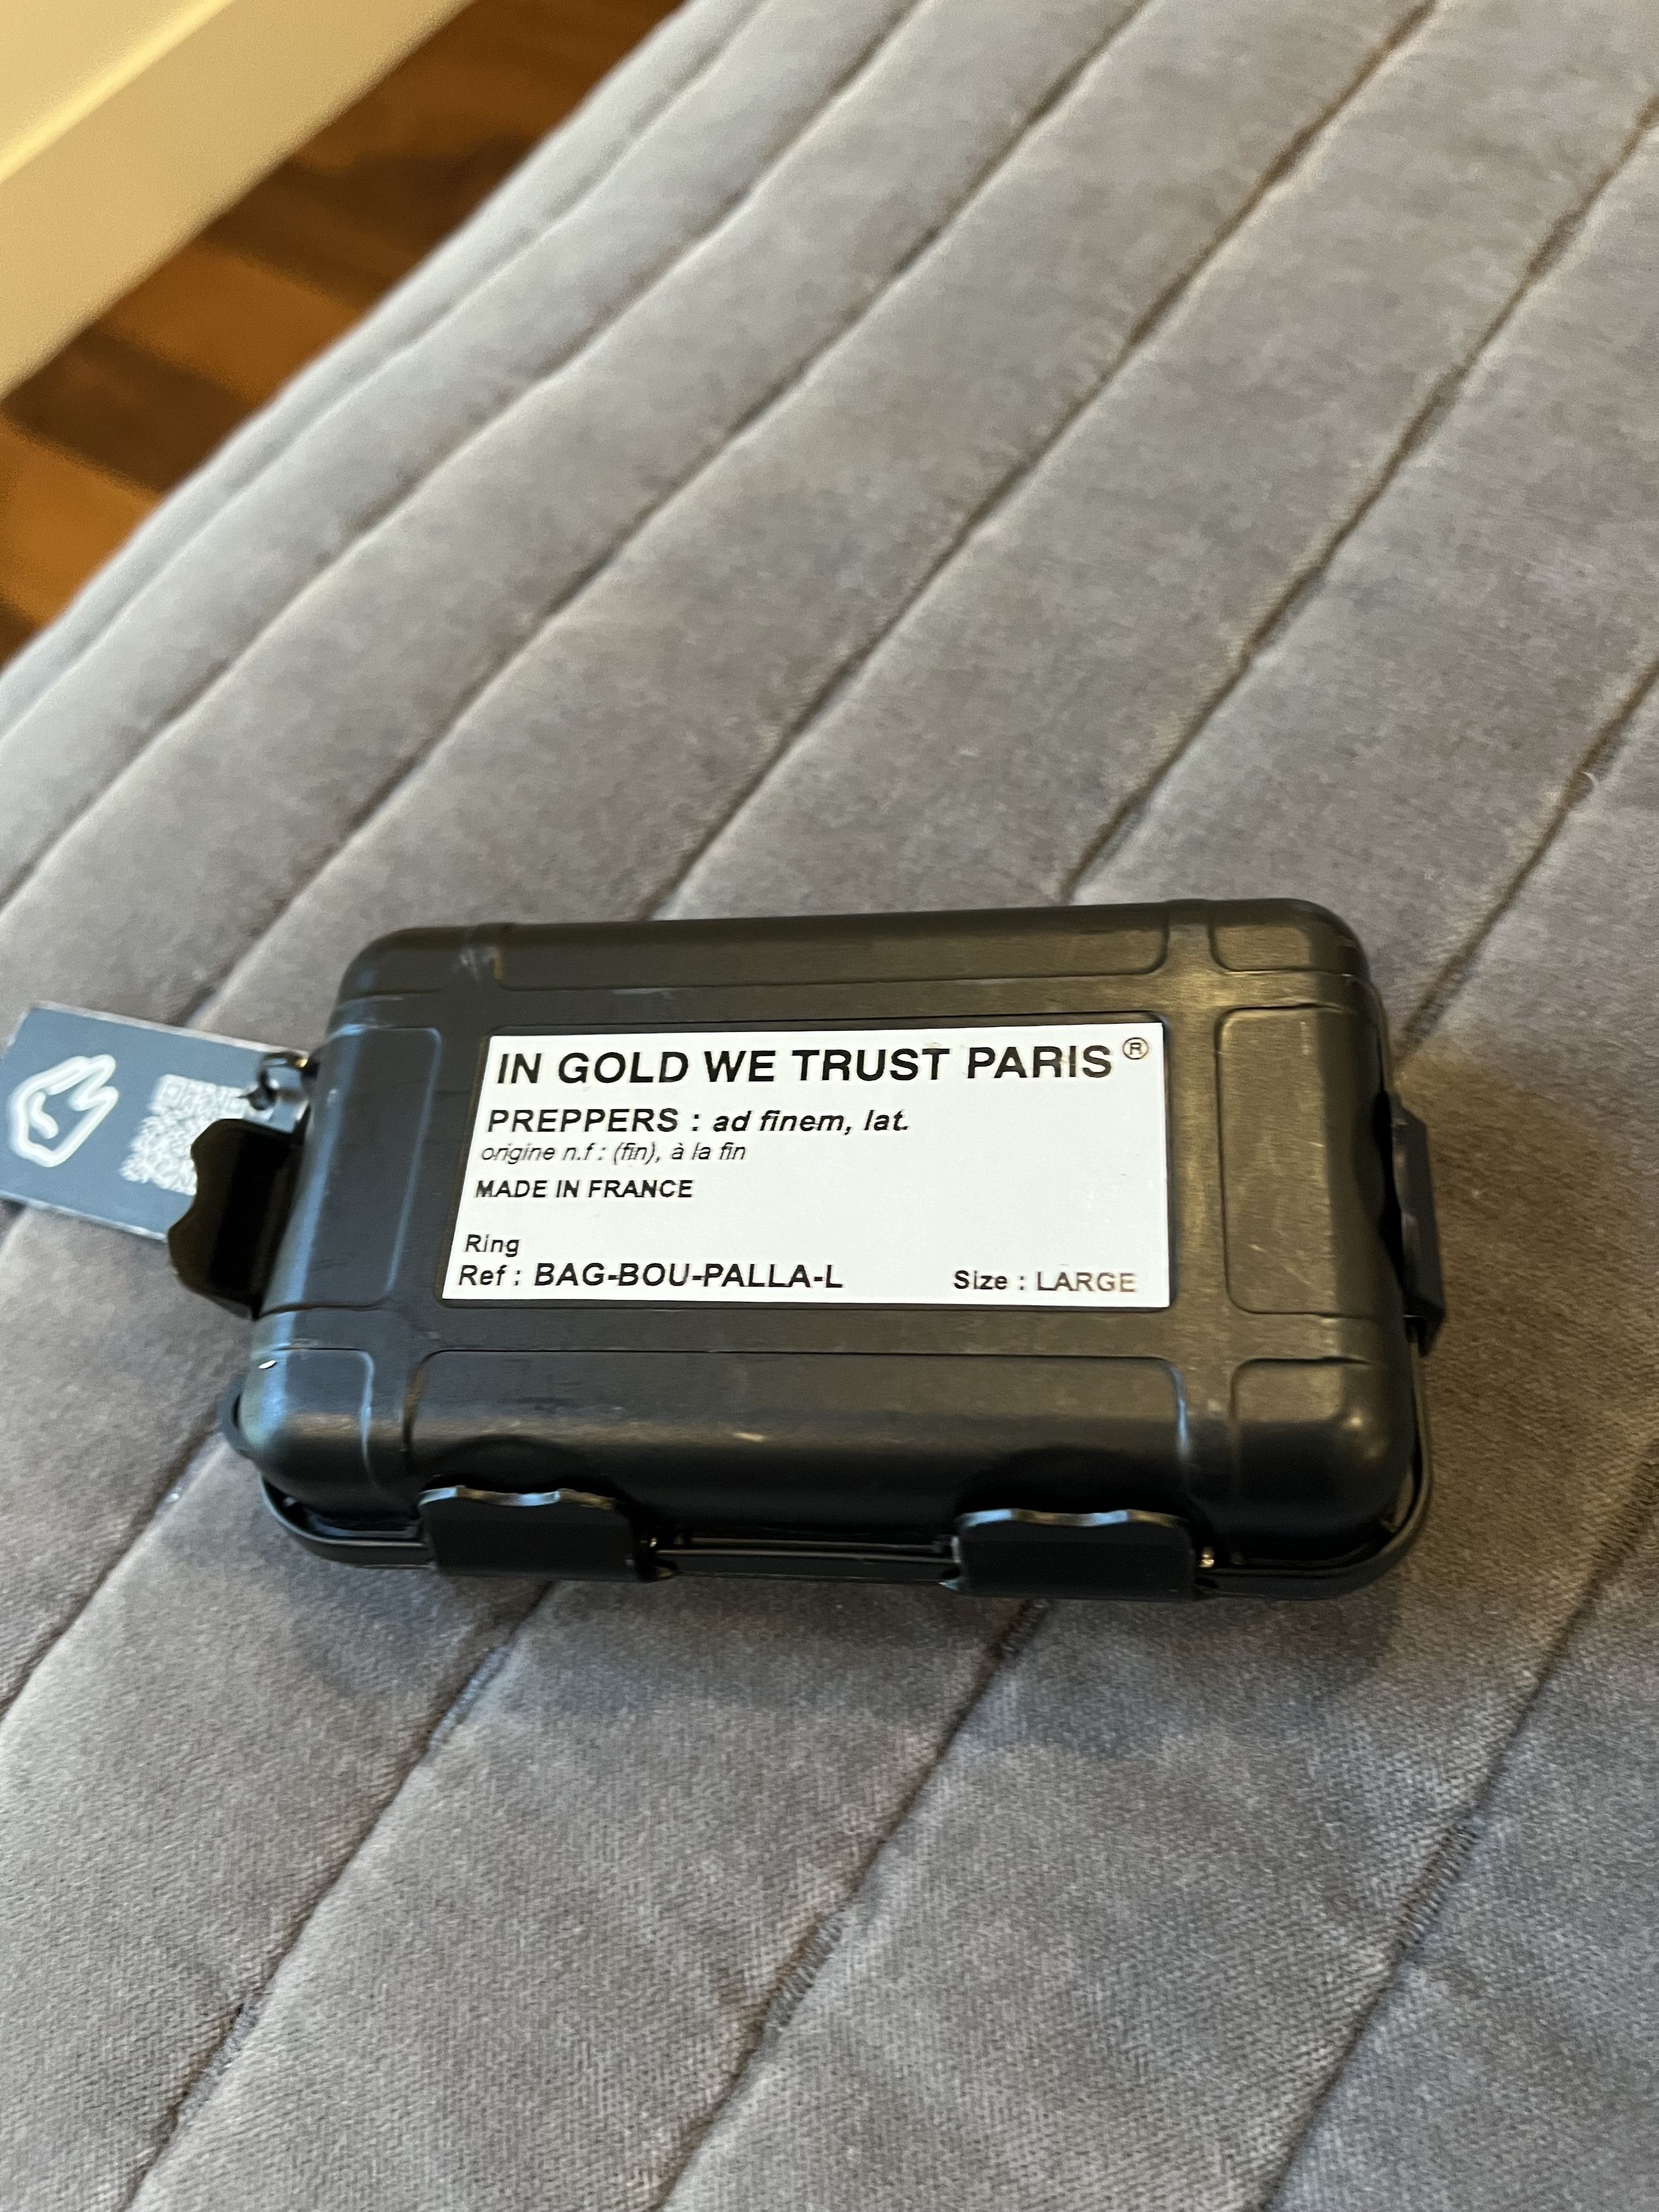 IN GOLD WE TRUST PARIS®
PREPPERS : ad finem, lat.
origine n.f : (fin), à la fin
MADE IN FRANCE
Ring
Ref : BAG-BOU-PALLA-L Size : LARGE